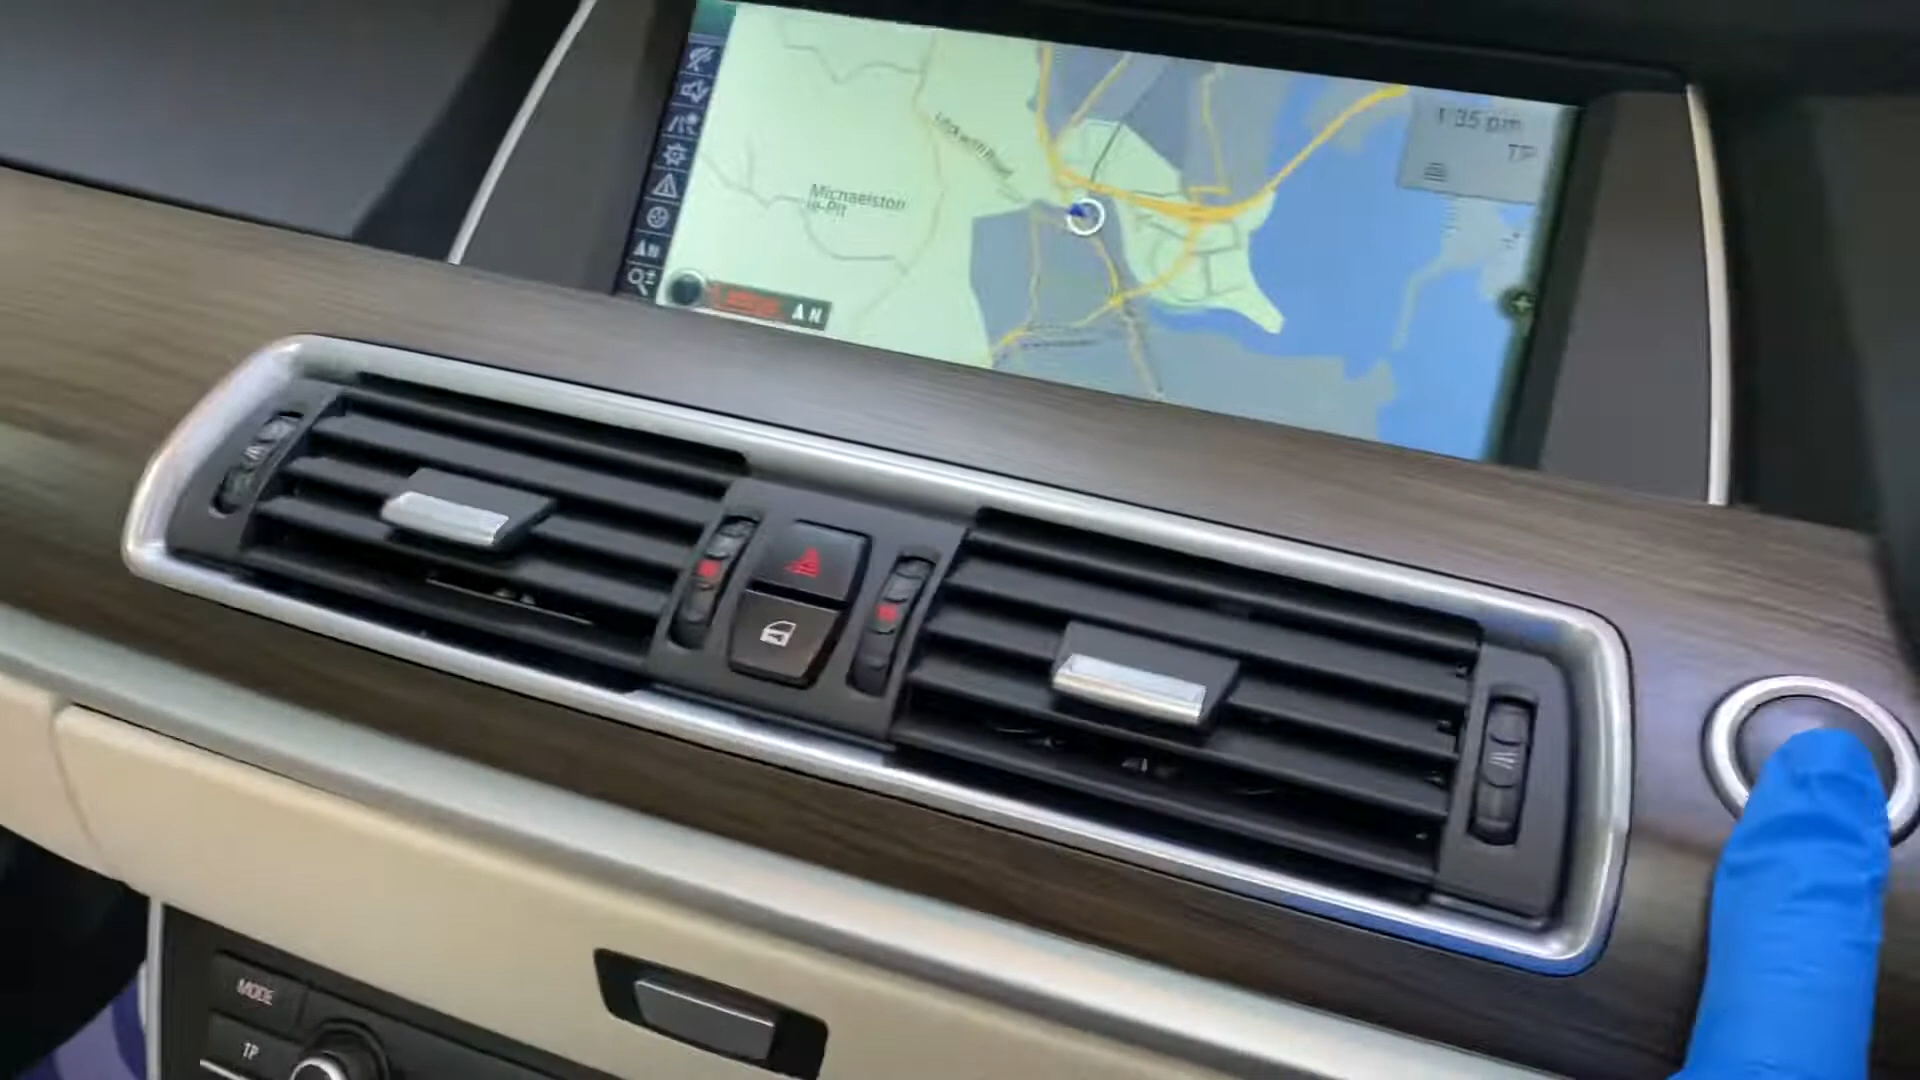 1 35 pm
TP
Michaelston
le-Pit
N
N
MODE
TP